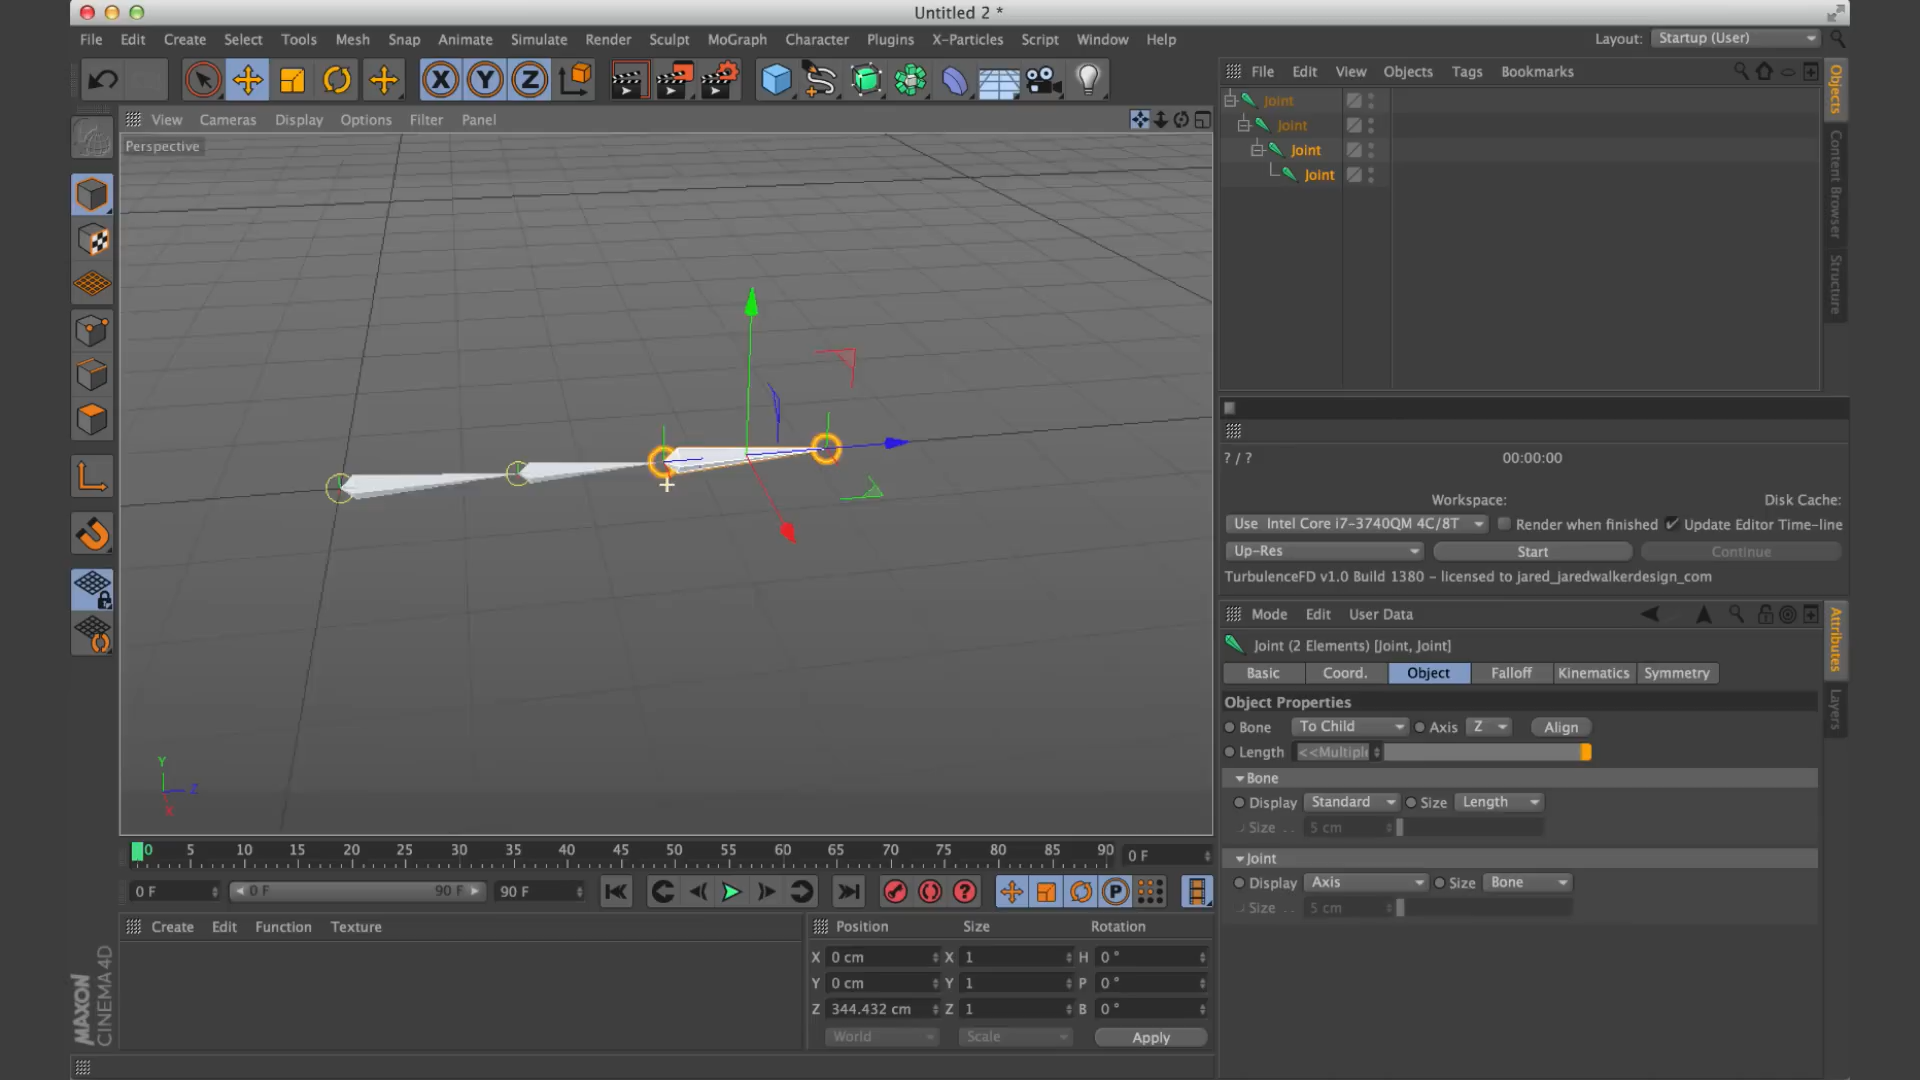 Untitled 2 *
File Edit Create Select Tools Mesh Snap Animate Simulate Render Sculpt MoGraph Character Plugins X-Particles Script Window Help
Layout: Startup (User)
X Y Z
File Edit View Objects Tags Bookmarks
Objects
Content Browser
Structure
Joint
Joint
Joint
Joint
View Cameras Display Options Filter Panel
Perspective
Y
Z
X
? / ?
00:00:00
Workspace:
Disk Cache:
Use Intel Core i7-3740QM 4C/8T
Render when finished
Update Editor Time-line
Up-Res
Start
Continue
TurbulenceFD v1.0 Build 1380 – licensed to jared_jaredwalkerdesign_com
Mode Edit User Data
Attributes
Layers
Joint (2 Elements) [Joint, Joint]
Basic Coord. Object Falloff Kinematics Symmetry
Object Properties
Bone To Child Axis Z Align
Length <<Multipl
Bone
Display Standard Size Length
Size . . 5 cm
Joint
Display Axis Size Bone
Size . . 5 cm
0 5 10 15 20 25 30 35 40 45 50 55 60 65 70 75 80 85 90 0 F
0 F 0 F 90 F 90 F
P
Create Edit Function Texture
Position Size Rotation
X 0 cm X 1 H 0 °
Y 0 cm Y 1 P 0 °
Z 344.432 cm Z 1 B 0 °
World Scale Apply
MAXON
CINEMA 4D